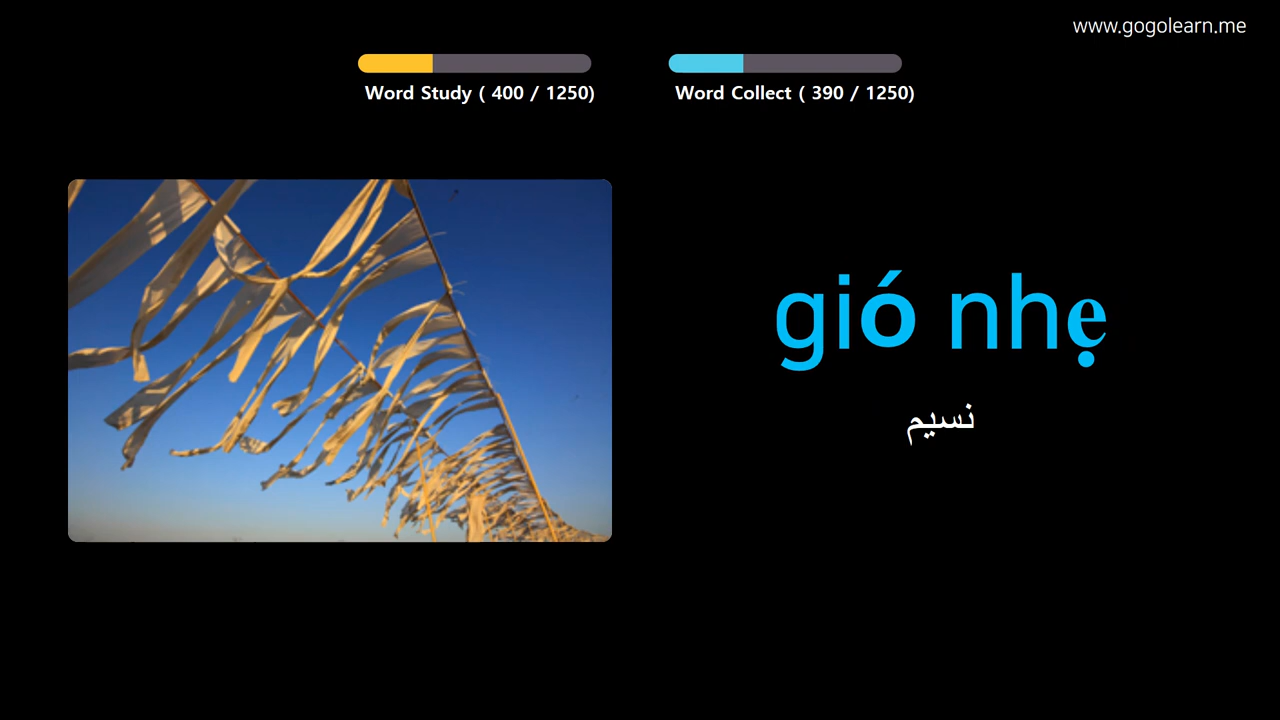 www.gogolearn.me
Word Study ( 400 / 1250)
Word Collect ( 390 / 1250)
gió nhẹ
نسيم